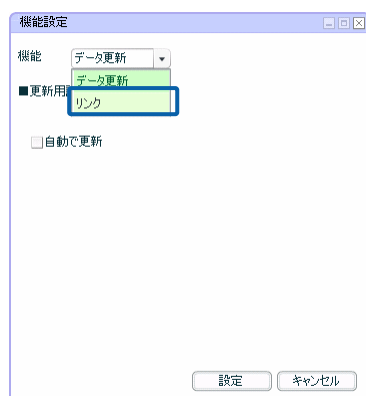 機能設定
機能 データ更新
データ更新
■更新用
リンク
自動で更新
設定 キャンセル